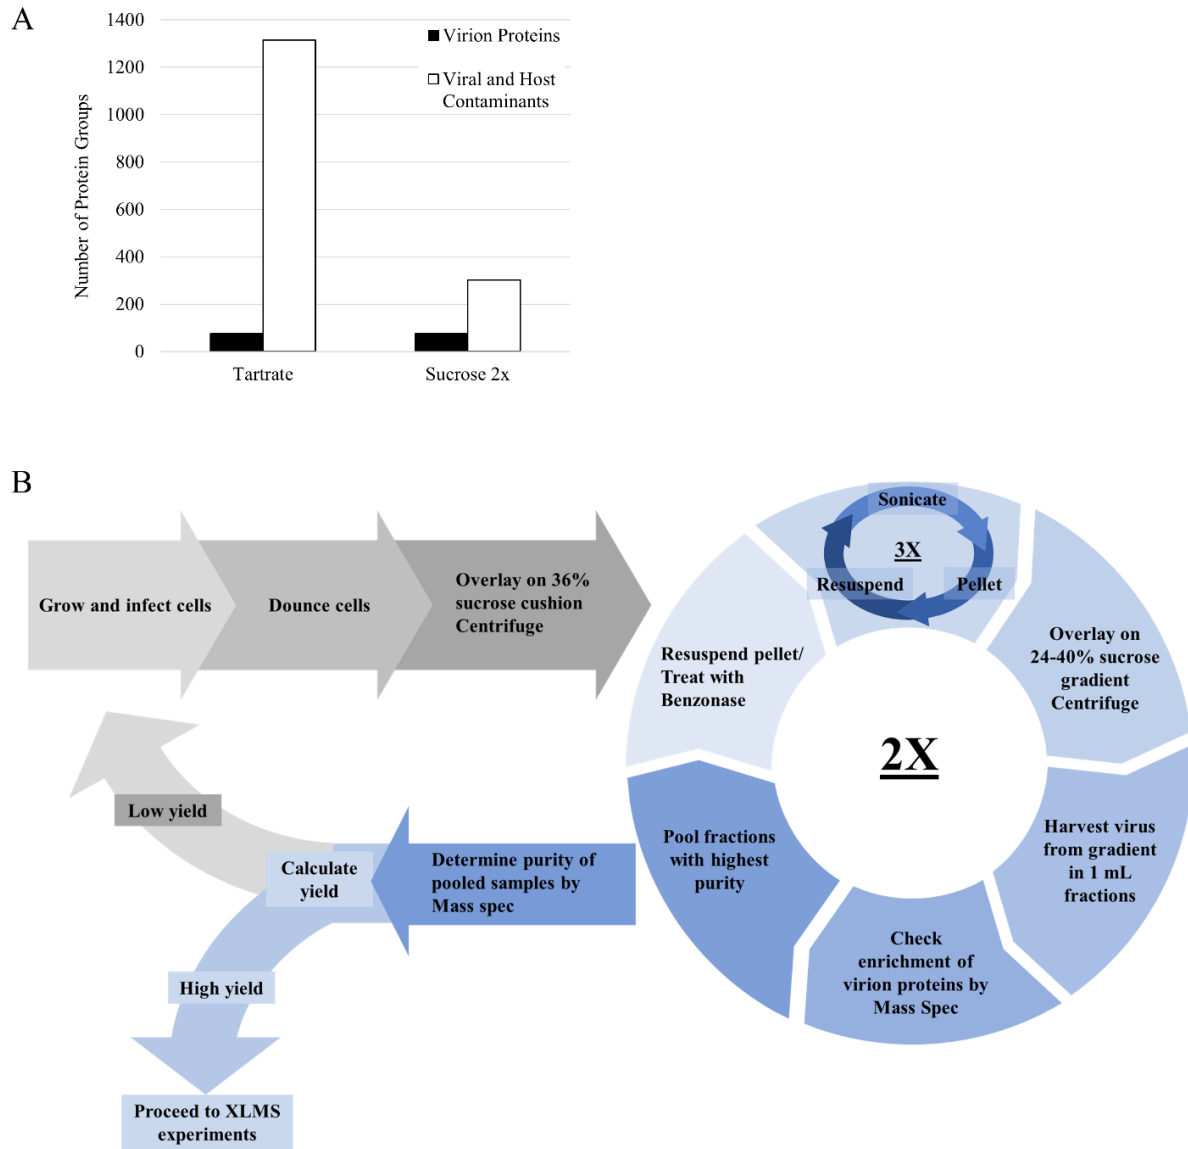 A
1400
1200
1000
800
600
400
200
0
Number of Protein Groups
Virion Proteins
Viral and Host
Contaminants
Tartrate
Sucrose 2x
B
Grow and infect cells
Dounce cells
Overlay on 36%
sucrose cushion
Centrifuge
Resuspend pellet/
Treat with
Benzonase
Sonicate
3X
Resuspend
Pellet
Overlay on
24-40% sucrose
gradient
Centrifuge
2X
Harvest virus
from gradient
in 1 mL
fractions
Check
enrichment of
virion proteins by
Mass Spec
Pool fractions
with highest
purity
Determine purity of
pooled samples by
Mass spec
Calculate
yield
Low yield
High yield
Proceed to XLMS
experiments